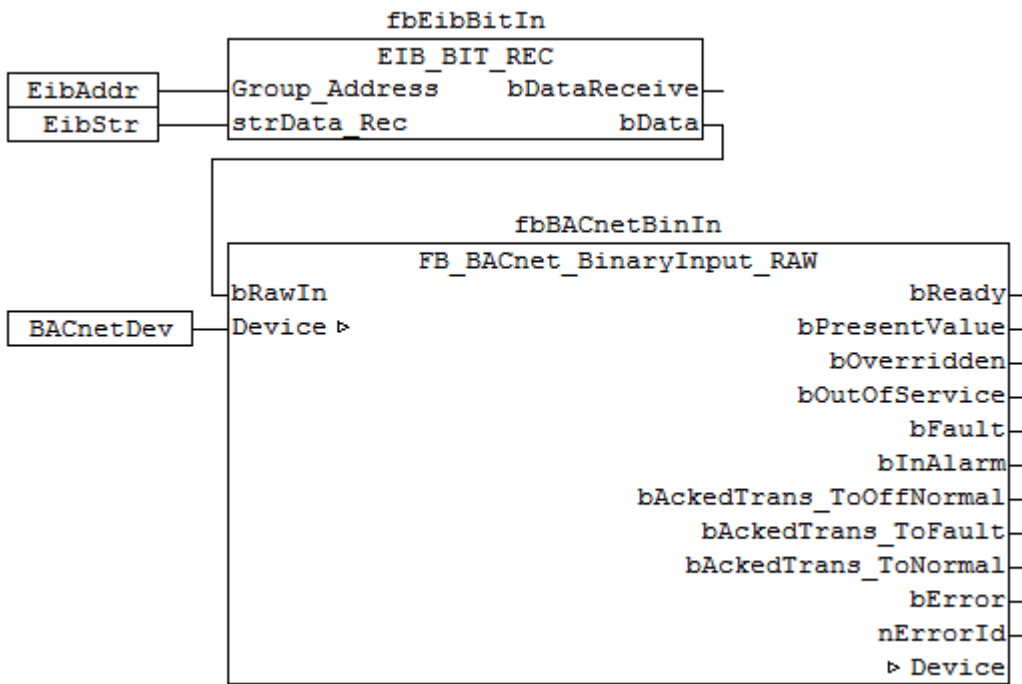 fbEibBitIn
EIB_BIT_REC
EibAddr Group_Address bDataReceive
EibStr strData_Rec bData
fbBACnetBinIn
FB_BACnet_BinaryInput_RAW
bRawIn bReady
BACnetDev Device bPresentValue
bOverridden
bOutOfService
bFault
bInAlarm
bAckedTrans_ToOffNormal
bAckedTrans_ToFault
bAckedTrans_ToNormal
bError
nErrorId
Device